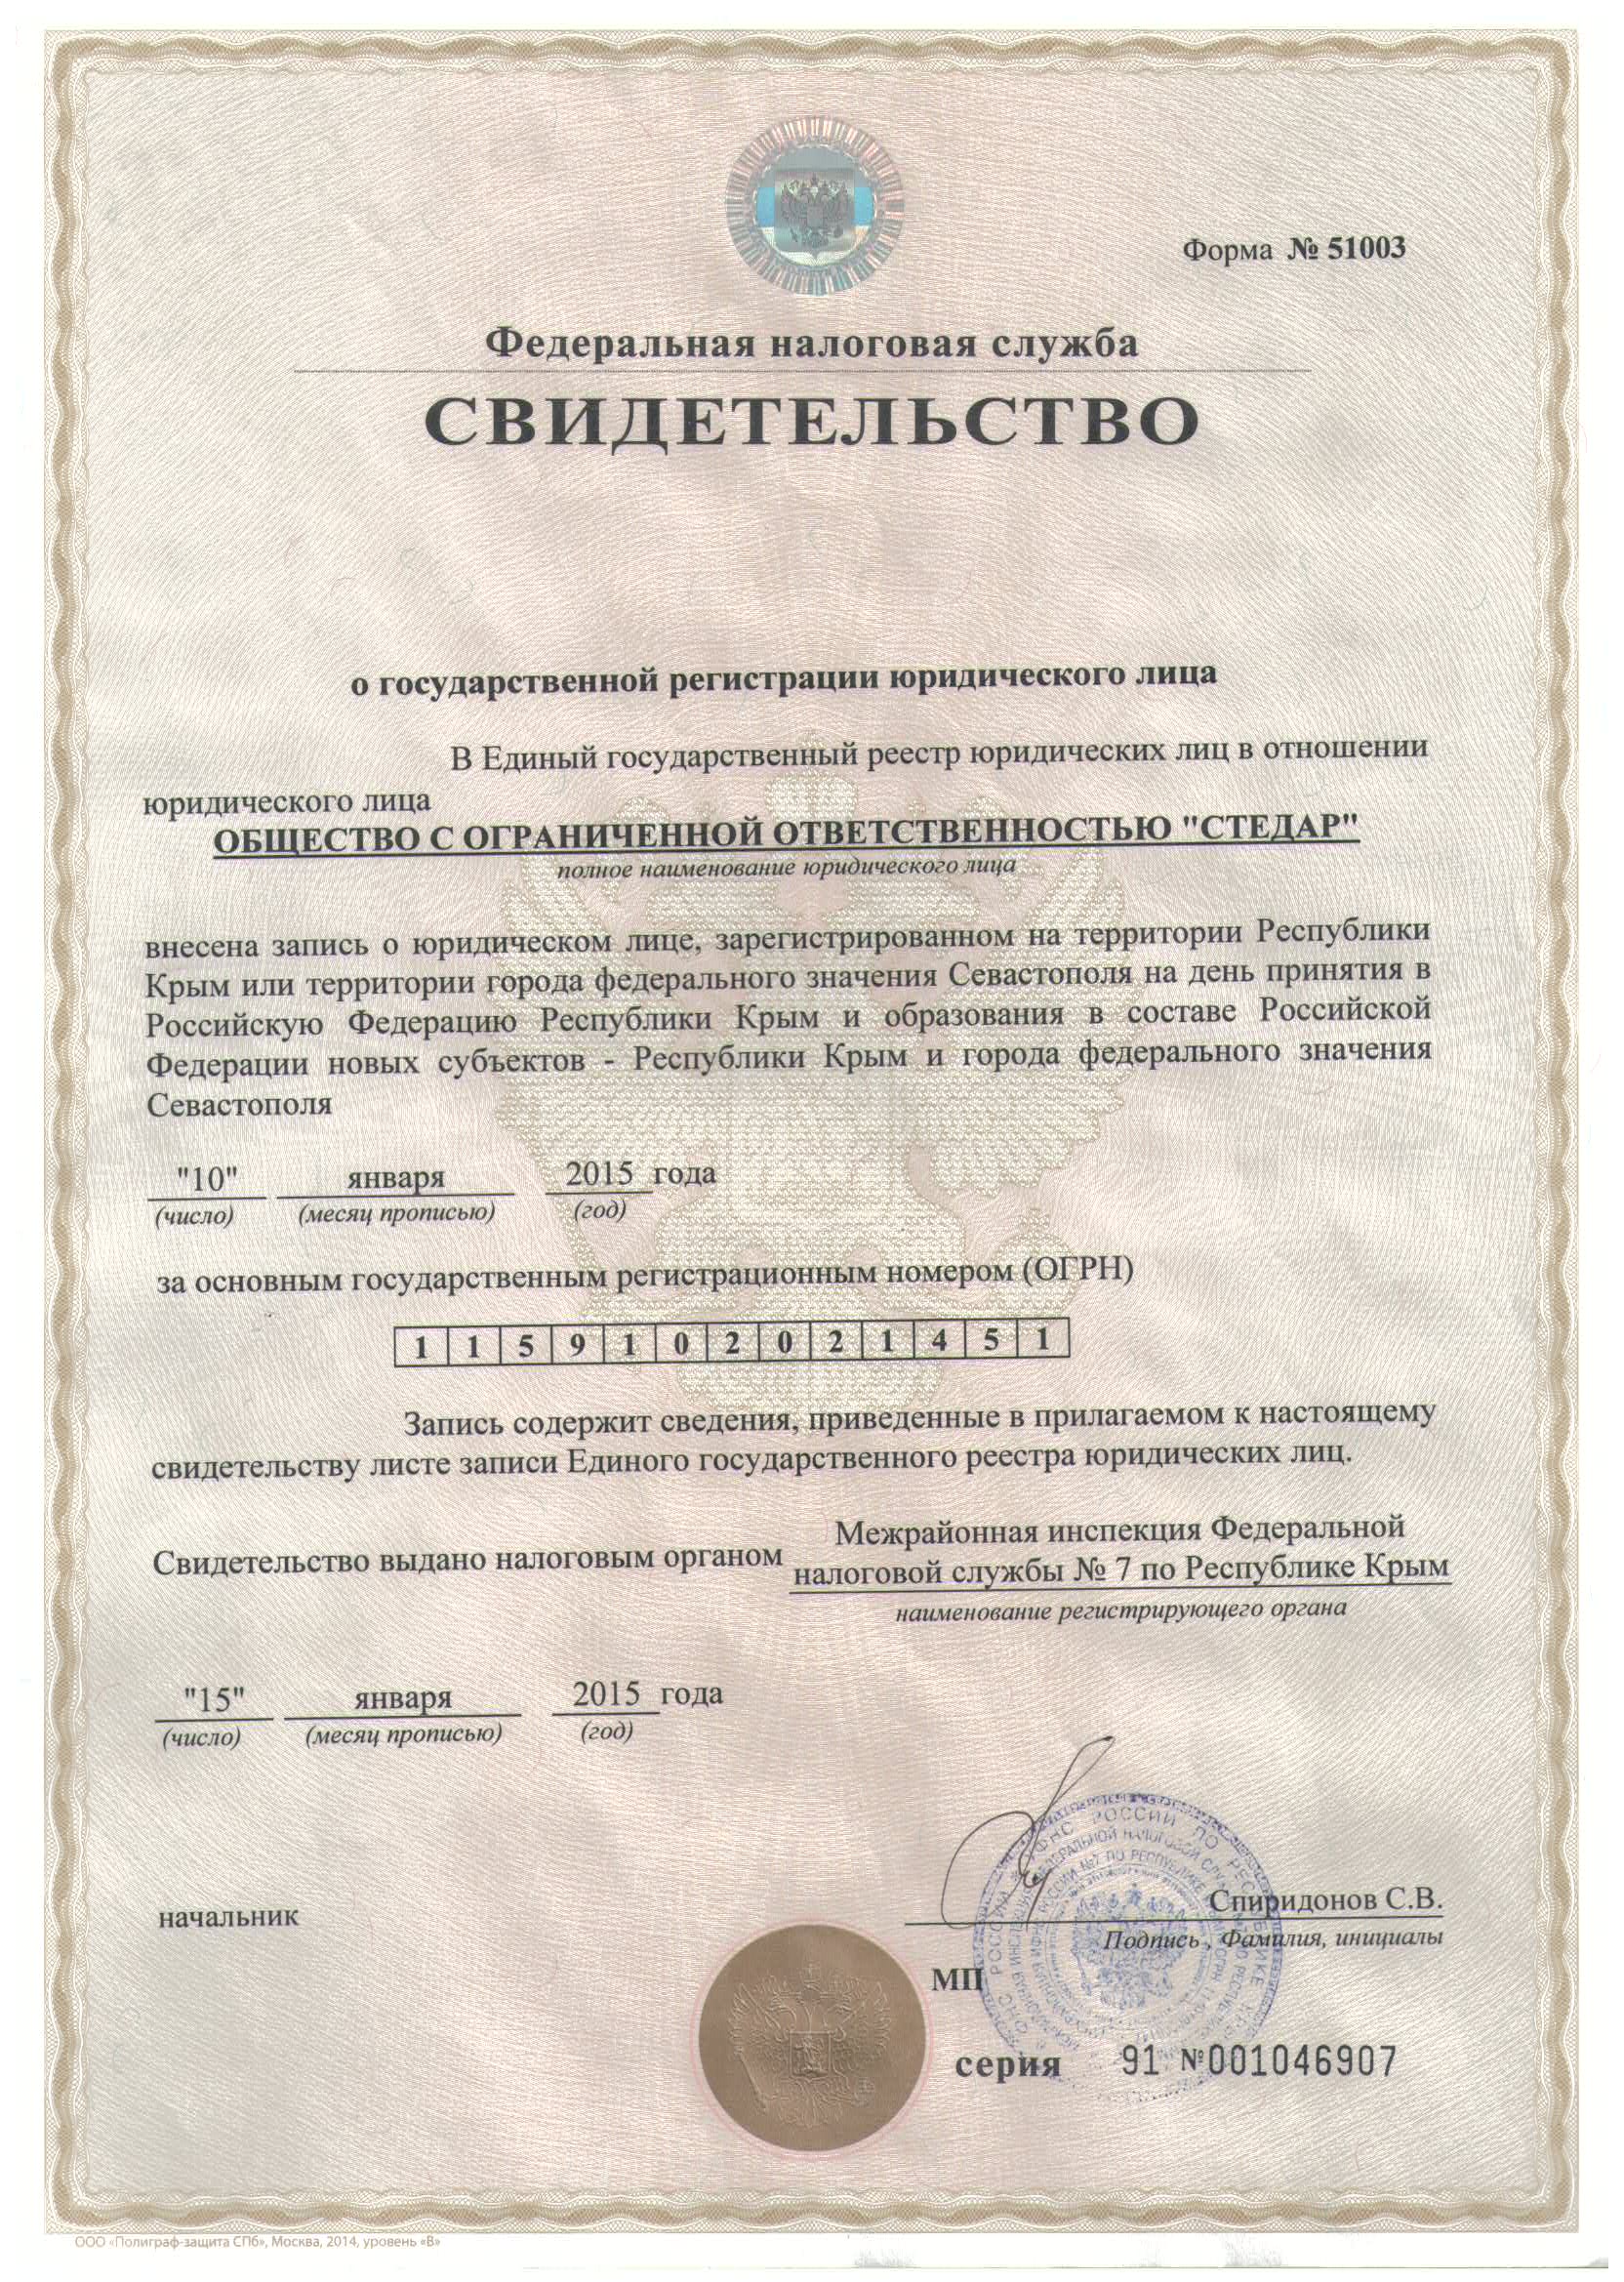 Форма № 51003
Федеральная налоговая служба
СВИДЕТЕЛЬСТВО
о государственной регистрации юридического лица
В Единый государственный реестр юридических лиц в отношении
юридического лица
ОБЩЕСТВО С ОГРАНИЧЕННОЙ ОТВЕТСТВЕННОСТЬЮ "СТЕДАР"
полное наименование юридического лица
внесена запись о юридическом лице, зарегистрированном на территории Республики
Крым или территории города федерального значения Севастополя на день принятия в
Российскую Федерацию Республики Крым и образования в составе Российской
Федерации новых субъектов - Республики Крым и города федерального значения
Севастополя
"10" января 2015 года
(число) (месяц прописью) (год)
за основным государственным регистрационным номером (ОГРН)
1 1 5 9 1 0 2 0 2 1 4 5 1
Запись содержит сведения, приведенные в прилагаемом к настоящему
свидетельству листе записи Единого государственного реестра юридических лиц.
Свидетельство выдано налоговым органом
Межрайонная инспекция Федеральной
налоговой службы № 7 по Республике Крым
наименование регистрирующего органа
"15" января 2015 года
(число) (месяц прописью) (год)
начальник
Спиридонов С.В.
Подпись , Фамилия, инициалы
МП
серия 91 №001046907
ООО «Полиграф-защита СПб», Москва, 2014, уровень «В»